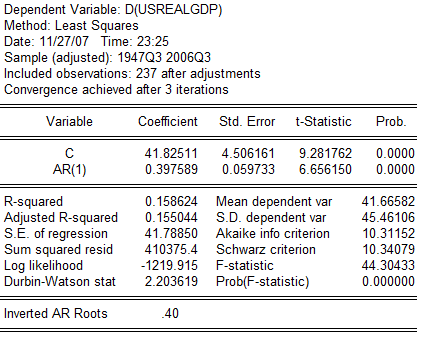 Dependent Variable: D(USREALGDP)
Method: Least Squares
Date: 11/27/07 Time: 23:25
Sample (adjusted): 1947Q3 2006Q3
Included observations: 237 after adjustments
Convergence achieved after 3 iterations
Variable Coefficient Std. Error t-Statistic Prob.
C 41.82511 4.506161 9.281762 0.0000
AR(1) 0.397589 0.059733 6.656150 0.0000
R-squared 0.158624 Mean dependent var 41.66582
Adjusted R-squared 0.155044 S.D. dependent var 45.46106
S.E. of regression 41.78850 Akaike info criterion 10.31152
Sum squared resid 410375.4 Schwarz criterion 10.34079
Log likelihood -1219.915 F-statistic 44.30433
Durbin-Watson stat 2.203619 Prob(F-statistic) 0.000000
Inverted AR Roots .40